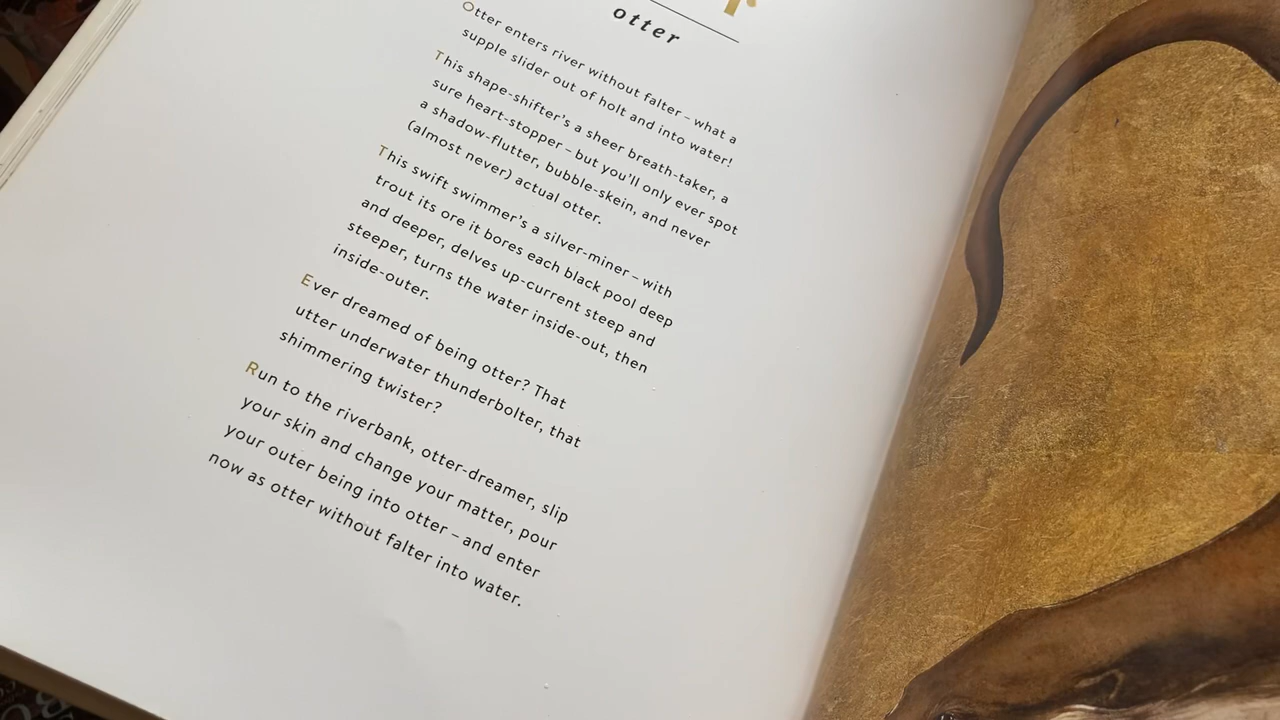 otter
Otter enters river without falter – what a
supple slider out of holt and into water!
This shape-shifter's a sheer breath-taker, a
sure heart-stopper – but you'll only ever spot
a shadow-flutter, bubble-skein, and never
(almost never) actual otter.
This swift swimmer's a silver-miner – with
trout its ore it bores each black pool deep
and deeper, delves up-current steep and
steeper, turns the water inside-out, then
inside-outer.
Ever dreamed of being otter? That
utter underwater thunderbolter, that
shimmering twister?
Run to the riverbank, otter-dreamer, slip
your skin and change your matter, pour
your outer being into otter – and enter
now as otter without falter into water.